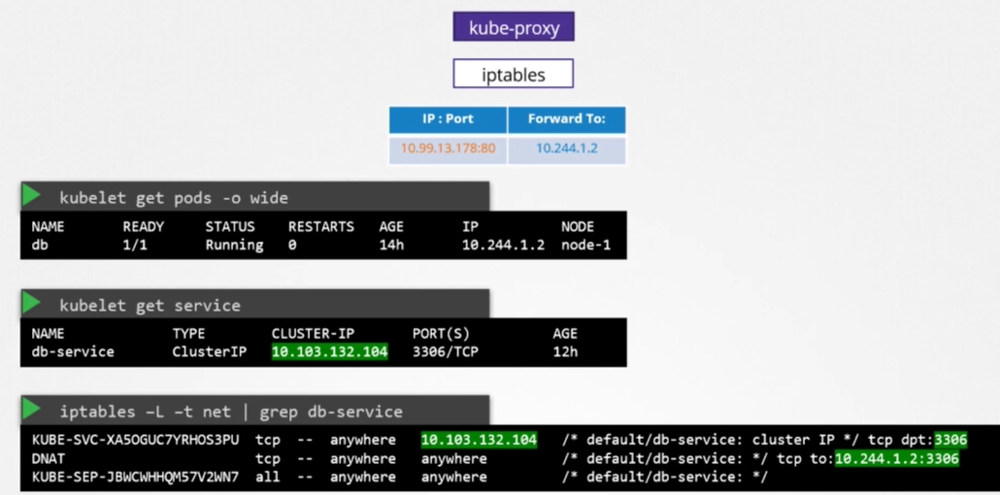 kube-proxy
iptables
IP : Port Forward To:
10.99.13.178:80 10.244.1.2
kubelet get pods -o wide
NAME READY STATUS RESTARTS AGE IP NODE
db 1/1 Running 0 14h 10.244.1.2 node-1
kubelet get service
NAME TYPE CLUSTER-IP PORT(S) AGE
db-service ClusterIP 10.103.132.104 3306/TCP 12h
iptables –L –t net | grep db-service
KUBE-SVC-XA5OGUC7YRHOS3PU tcp -- anywhere 10.103.132.104 /* default/db-service: cluster IP */ tcp dpt:3306
DNAT tcp -- anywhere anywhere /* default/db-service: */ tcp to:10.244.1.2:3306
KUBE-SEP-JBWCWHHQM57V2WN7 all -- anywhere anywhere /* default/db-service: */